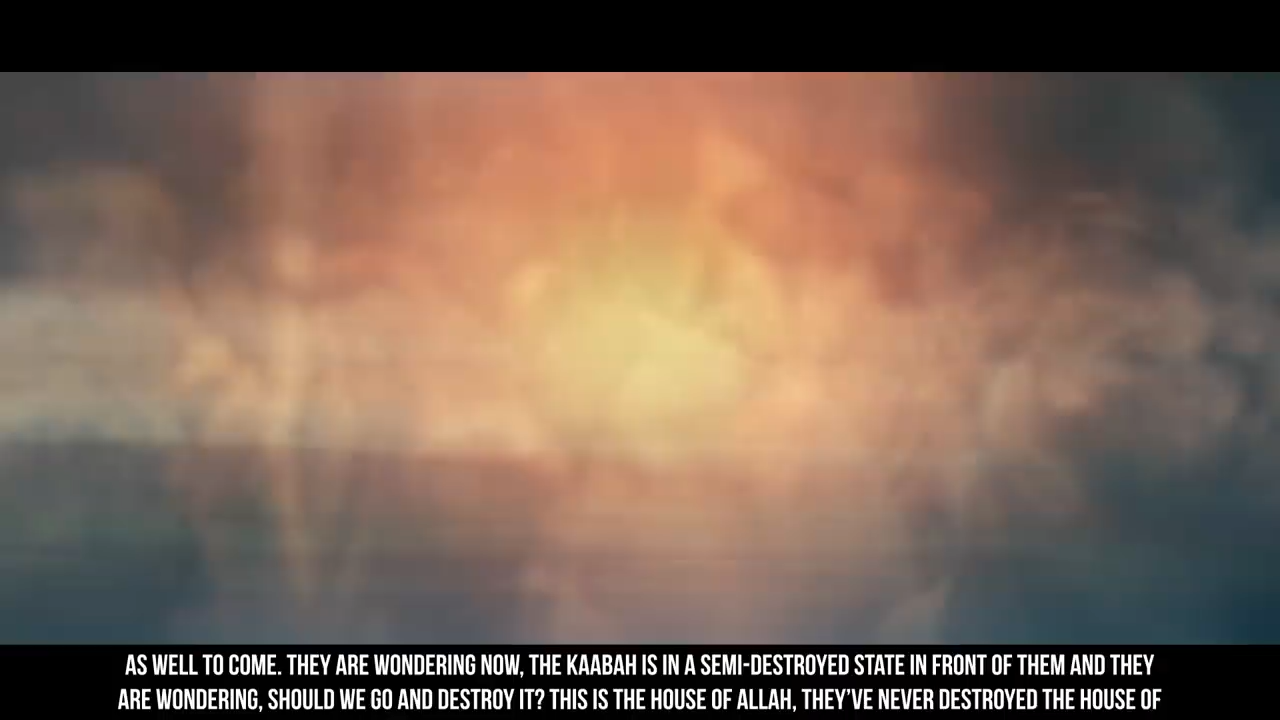 AS WELL TO COME. THEY ARE WONDERING NOW, THE KAABAH IS IN A SEMI-DESTROYED STATE IN FRONT OF THEM AND THEY
ARE WONDERING, SHOULD WE GO AND DESTROY IT? THIS IS THE HOUSE OF ALLAH, THEY'VE NEVER DESTROYED THE HOUSE OF